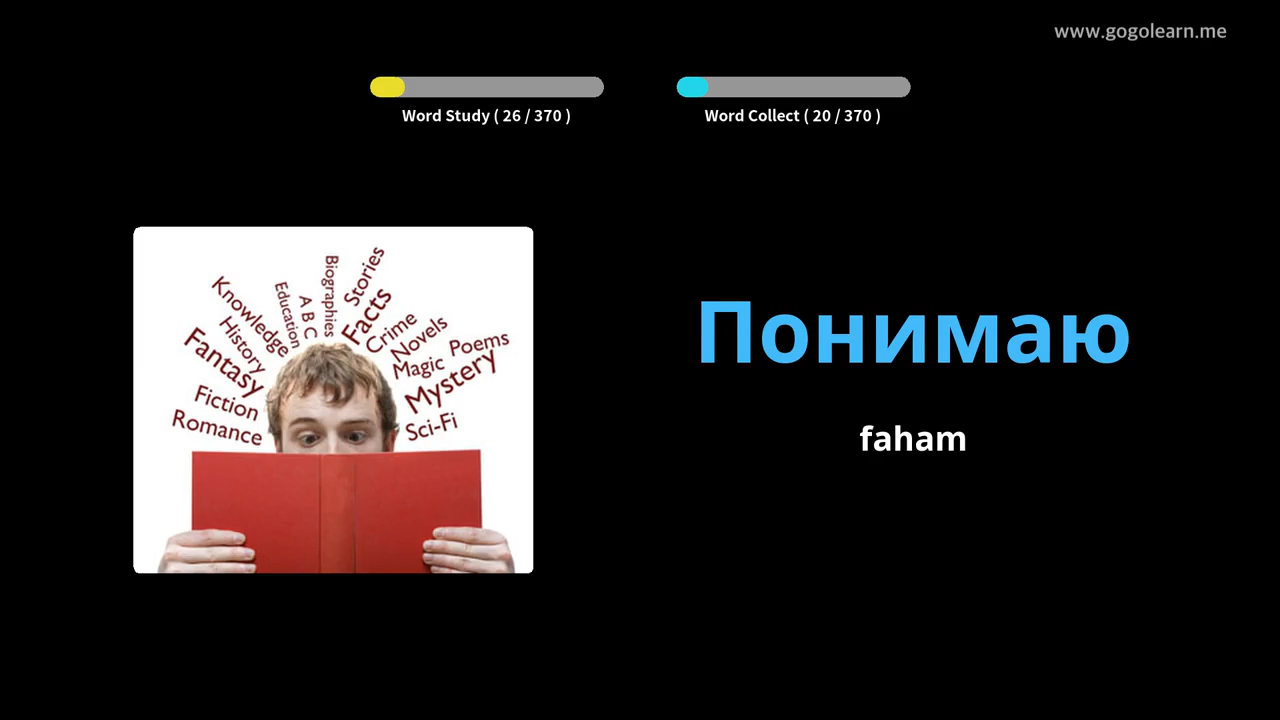 www.gogolearn.me
Word Study ( 26 / 370 )
Word Collect ( 20 / 370 )
Knowledge
Education
A B C
Biographies
Stories
Facts
History
Crime
Novels
Fantasy
Magic
Poems
Fiction
Mystery
Romance
Sci-Fi
Понимаю
faham